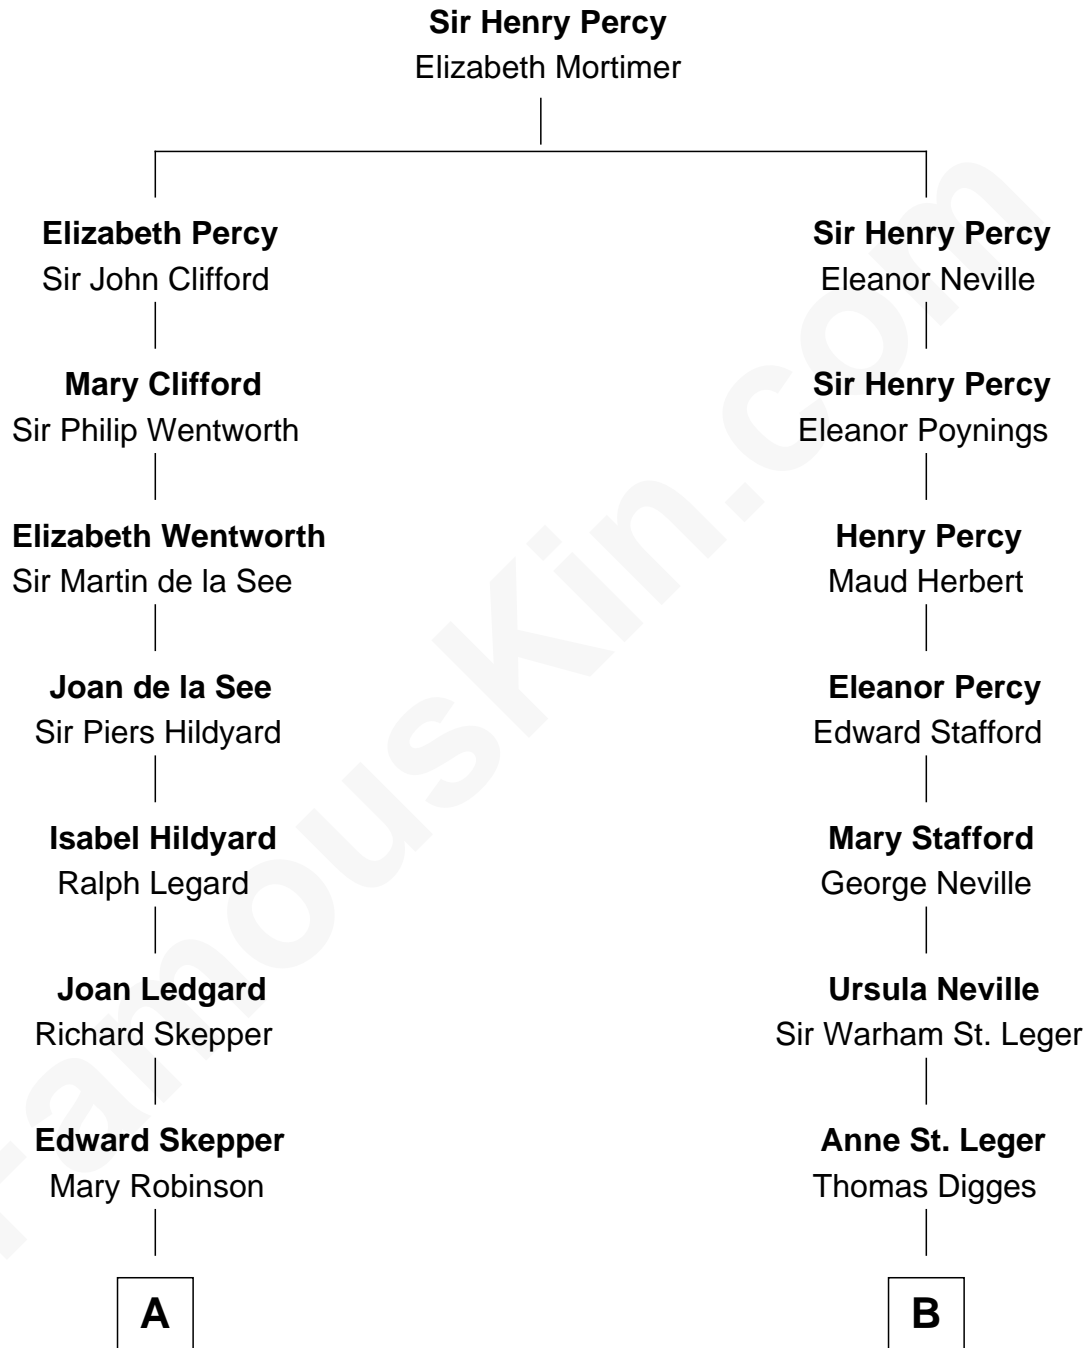 Sir Henry Percy
Elizabeth Mortimer
Elizabeth Percy
Sir John Clifford
Mary Clifford
Sir Philip Wentworth
Elizabeth Wentworth
Sir Martin de la See
Joan de la See
Sir Piers Hildyard
Isabel Hildyard
Ralph Legard
Joan Ledgard
Richard Skepper
Edward Skepper
Mary Robinson
A
Sir Henry Percy
Eleanor Neville
Sir Henry Percy
Eleanor Poynings
Henry Percy
Maud Herbert
Eleanor Percy
Edward Stafford
Mary Stafford
George Neville
Ursula Neville
Sir Warham St. Leger
Anne St. Leger
Thomas Digges
B
FamousKin.com